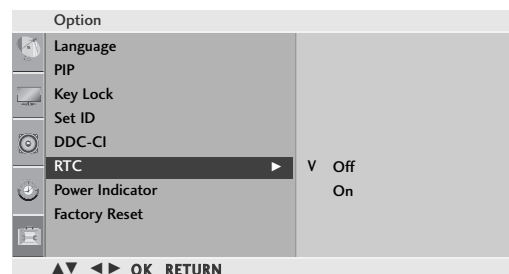 Option
Language
PIP
Key Lock
Set ID
DDC-CI
RTC ► V Off
Power Indicator On
Factory Reset
▲▼ ◄► OK RETURN